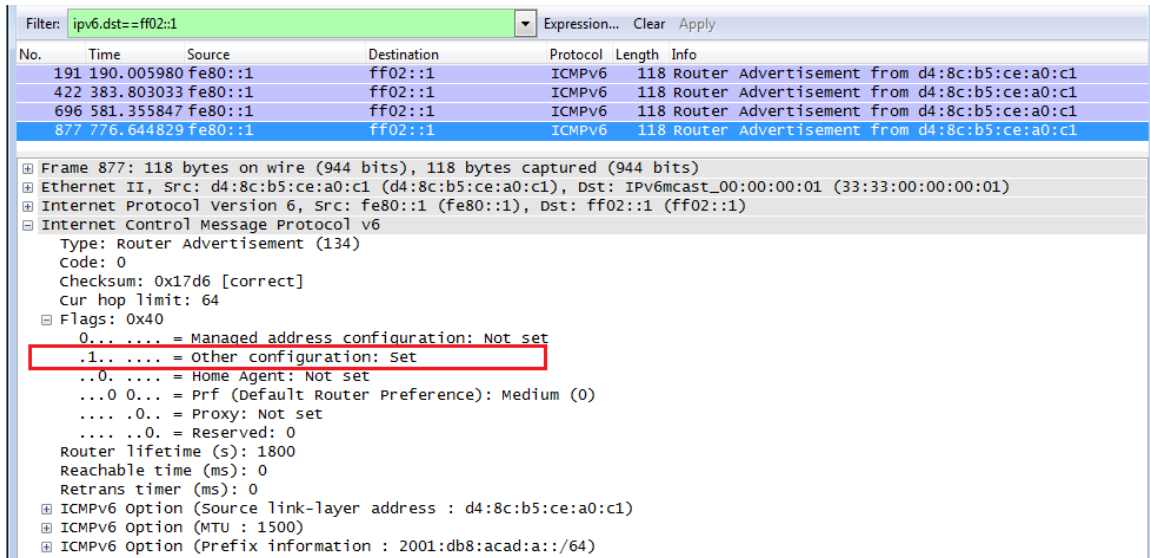 Filter: ipv6.dst==ff02::1 Expression... Clear Apply
No. Time Source Destination Protocol Length Info
191 190.005980 fe80::1 ff02::1 ICMPv6 118 Router Advertisement from d4:8c:b5:ce:a0:c1
422 383.803033 fe80::1 ff02::1 ICMPv6 118 Router Advertisement from d4:8c:b5:ce:a0:c1
696 581.355847 fe80::1 ff02::1 ICMPv6 118 Router Advertisement from d4:8c:b5:ce:a0:c1
877 776.644829 fe80::1 ff02::1 ICMPv6 118 Router Advertisement from d4:8c:b5:ce:a0:c1
Frame 877: 118 bytes on wire (944 bits), 118 bytes captured (944 bits)
Ethernet II, Src: d4:8c:b5:ce:a0:c1 (d4:8c:b5:ce:a0:c1), Dst: IPv6mcast_00:00:00:01 (33:33:00:00:00:01)
Internet Protocol Version 6, Src: fe80::1 (fe80::1), Dst: ff02::1 (ff02::1)
Internet Control Message Protocol v6
Type: Router Advertisement (134)
Code: 0
Checksum: 0x17d6 [correct]
Cur hop limit: 64
Flags: 0x40
0... .... = Managed address configuration: Not set
.1.. .... = Other configuration: Set
..0. .... = Home Agent: Not set
...0 0... = Prf (Default Router Preference): Medium (0)
.... .0.. = Proxy: Not set
.... ..0. = Reserved: 0
Router lifetime (s): 1800
Reachable time (ms): 0
Retrans timer (ms): 0
ICMPv6 Option (Source link-layer address : d4:8c:b5:ce:a0:c1)
ICMPv6 Option (MTU : 1500)
ICMPv6 Option (Prefix information : 2001:db8:acad:a::/64)